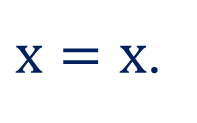 x = x.